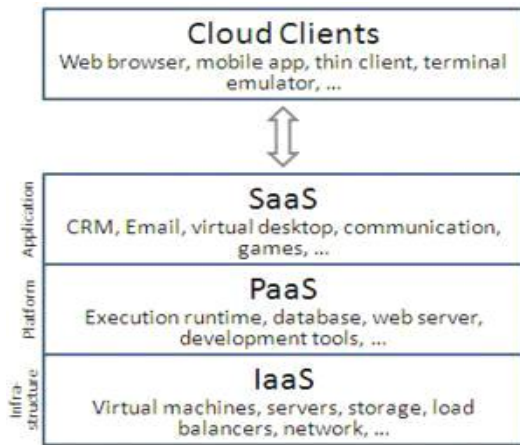 Cloud Clients
Web browser, mobile app, thin client, terminal
emulator, ...
Application
SaaS
CRM, Email, virtual desktop, communication,
games, ...
Platform
PaaS
Execution runtime, database, web server,
development tools, ...
Infra-
structure
IaaS
Virtual machines, servers, storage, load
balancers, network, ...